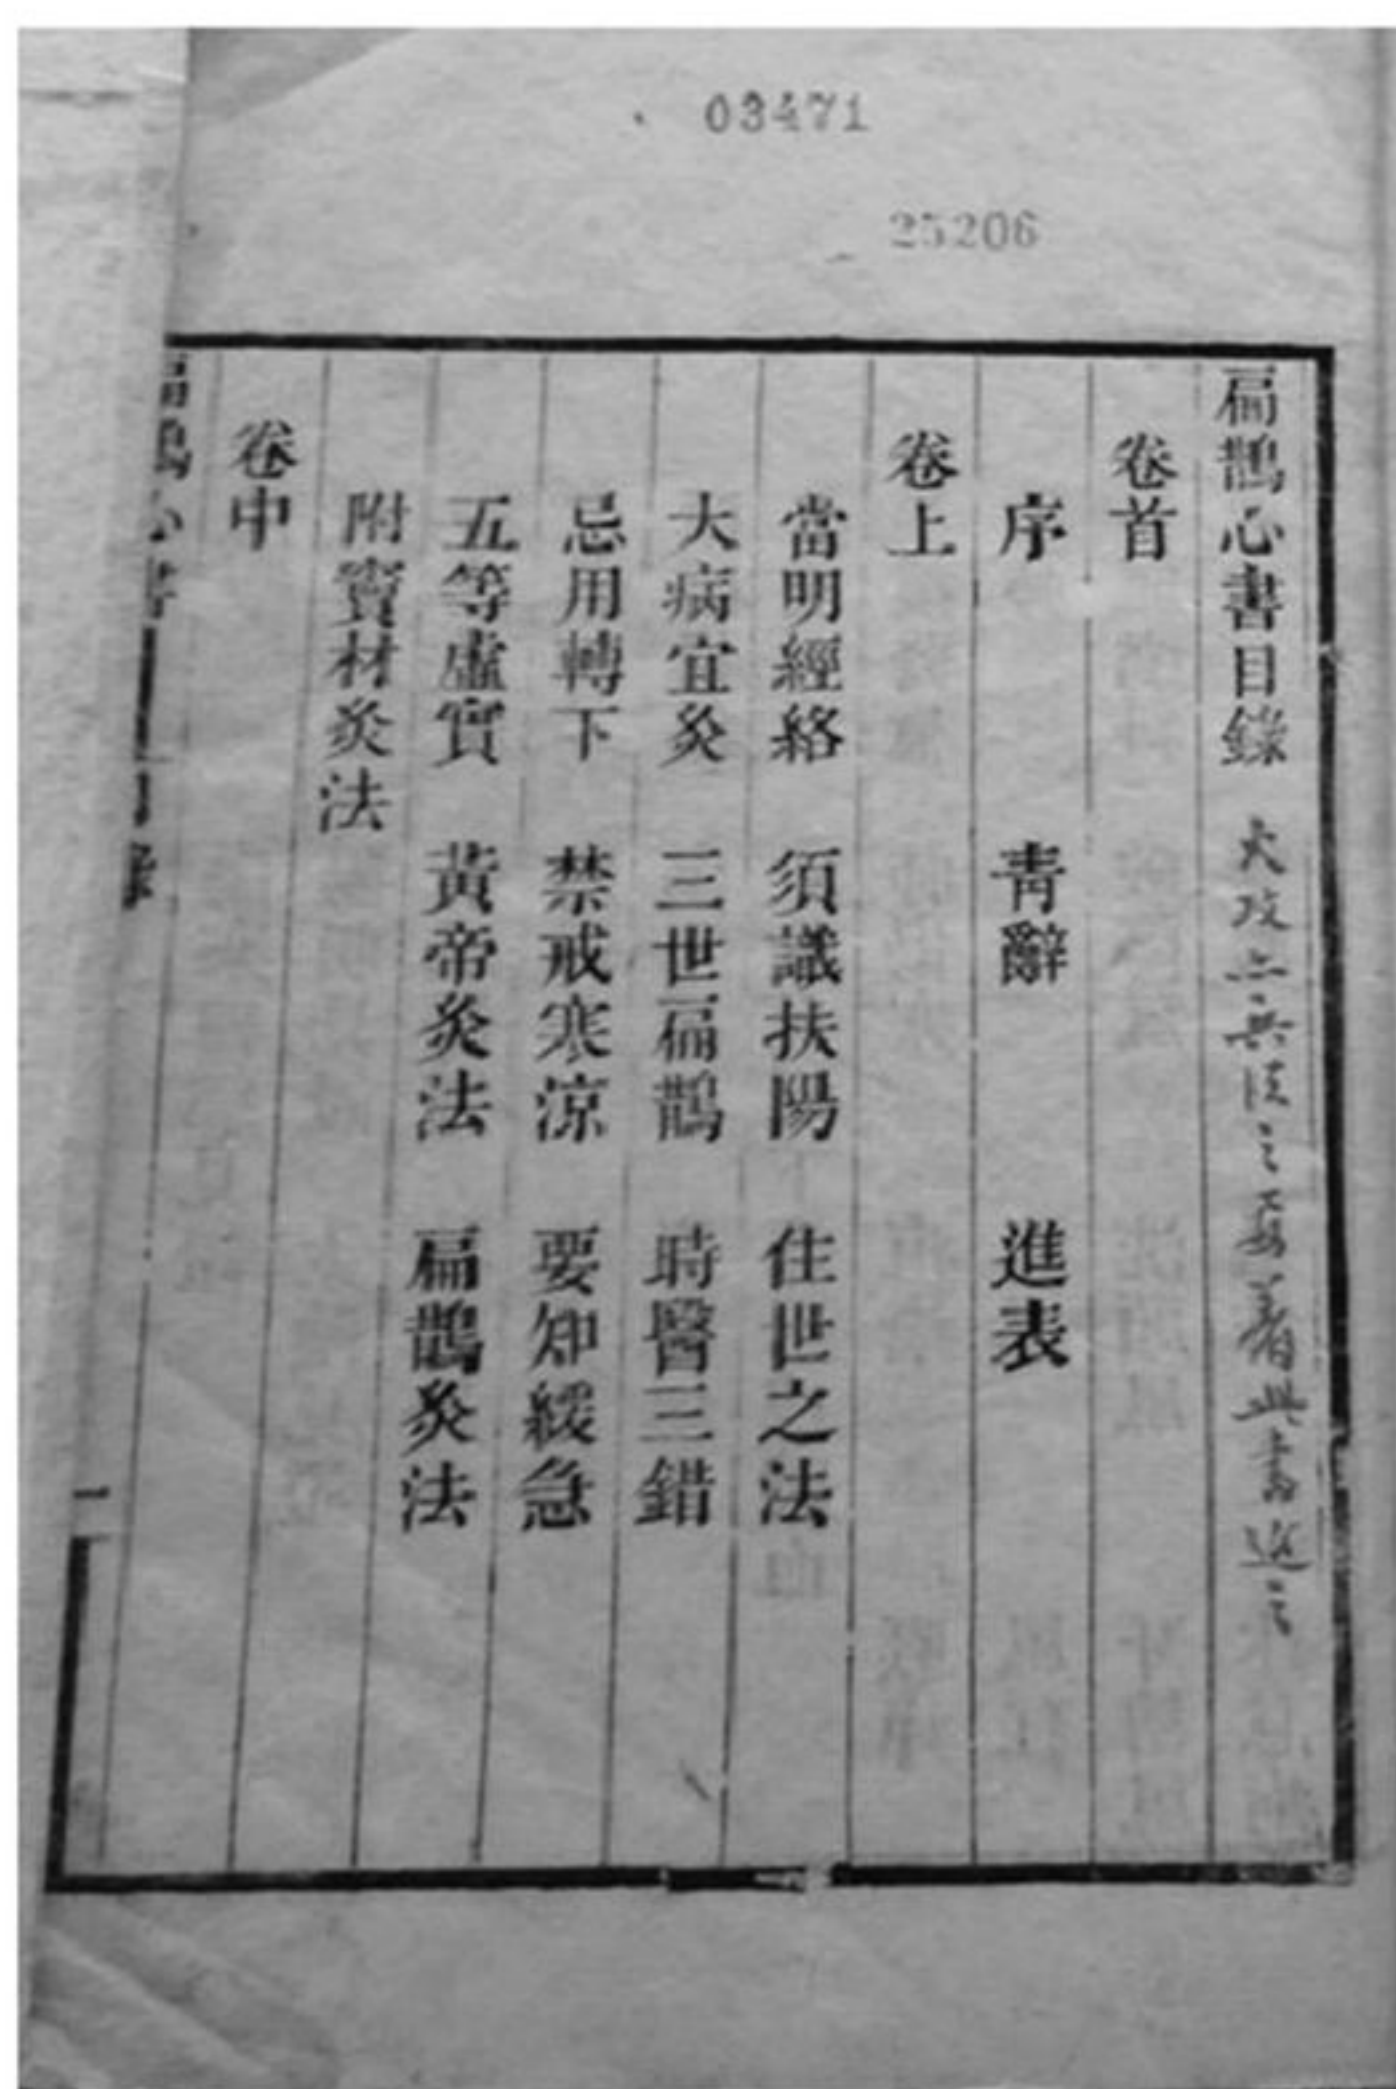 03471
25206
扁鵲心書目錄
卷首
序 青辭 進表
卷上
當明經絡 須識扶陽 住世之法
大病宜灸 三世扁鵲 時醫三錯
忌用轉下 禁戒寒涼 要知緩急
五等虛實 黃帝灸法 扁鵲灸法
附竇材灸法
卷中
扁鵲心書 目錄 一